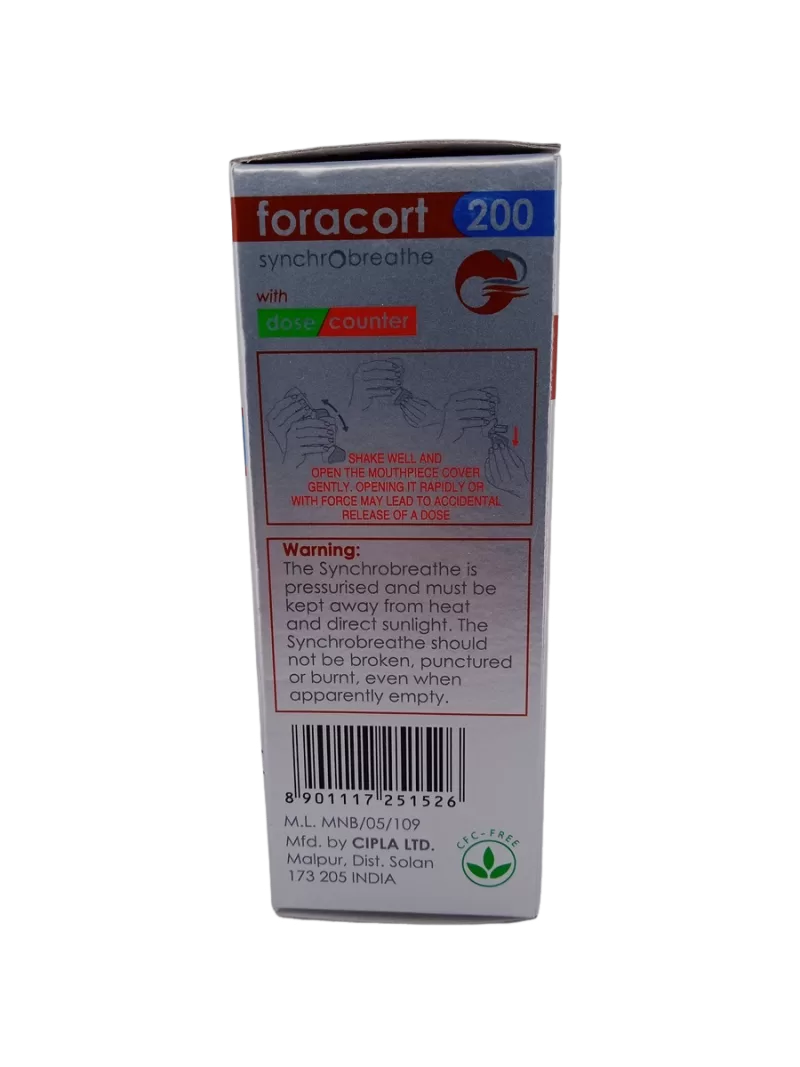 foracort 200
synchrobreathe
with
dose/counter
SHAKE WELL AND
OPEN THE MOUTHPIECE COVER
GENTLY. OPENING IT RAPIDLY OR
WITH FORCE MAY LEAD TO ACCIDENTAL
RELEASE OF A DOSE
Warning:
The Synchrobreathe is
pressurised and must be
kept away from heat
and direct sunlight. The
Synchrobreathe should
not be broken, punctured
or burnt, even when
apparently empty.
8 901117 251526
M.L. MNB/05/109
Mfd. by CIPLA LTD.
Malpur, Dist. Solan
173 205 INDIA
CFC-FREE